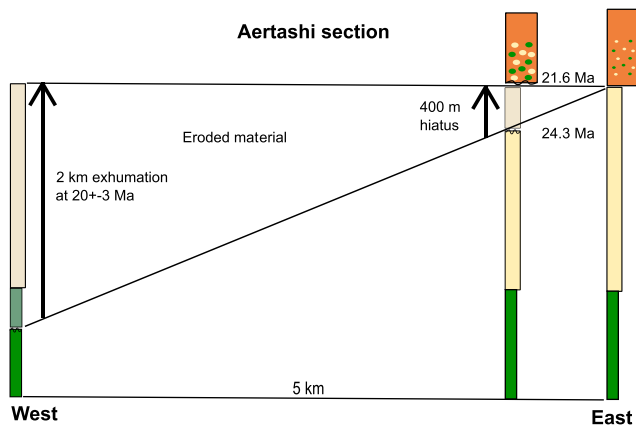 Aertashi section
21.6 Ma
400 m
hiatus
24.3 Ma
Eroded material
2 km exhumation
at 20+-3 Ma
5 km
West
East